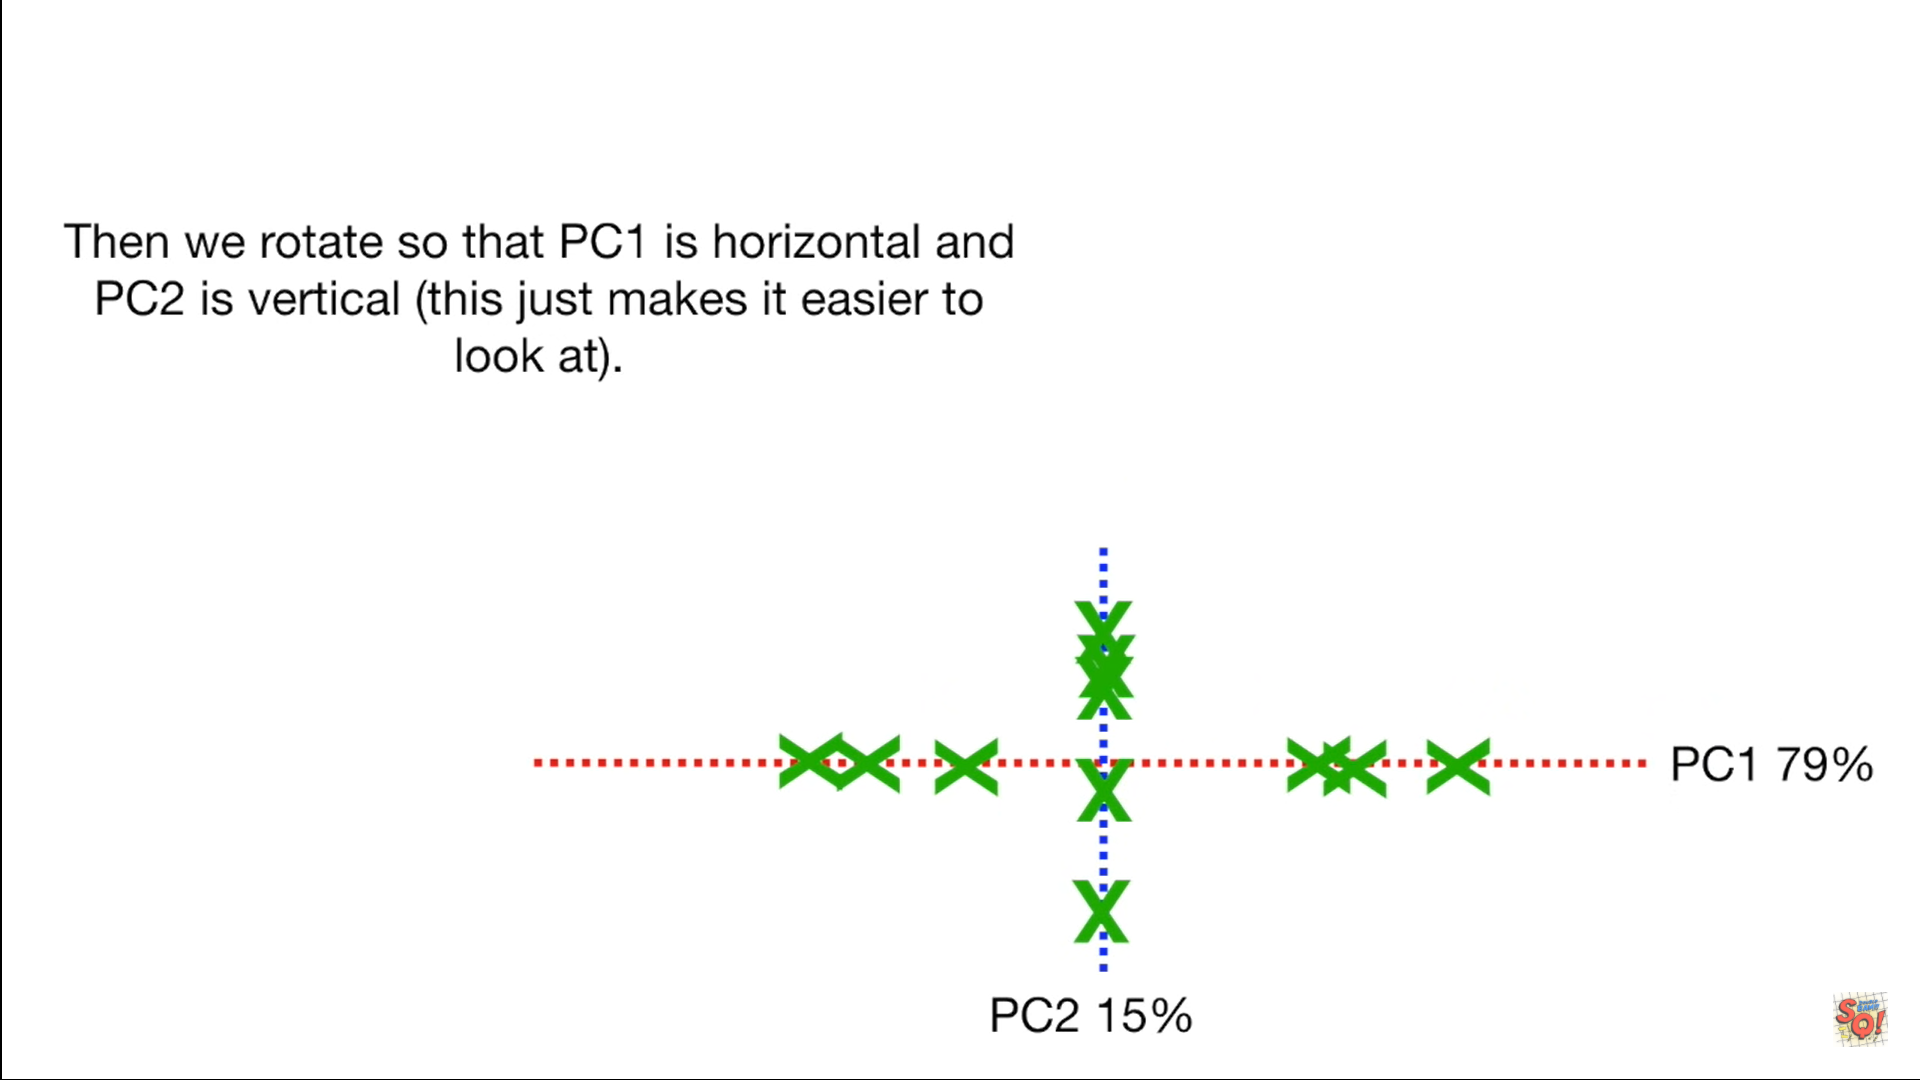 Then we rotate so that PC1 is horizontal and
PC2 is vertical (this just makes it easier to
look at).
PC1 79%
PC2 15%
SQ!